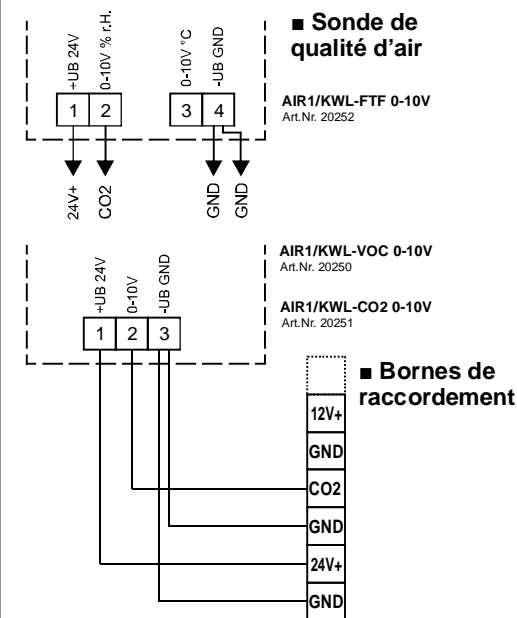 ■ Sonde de
qualité d'air
+UB 24V
0-10V % r.H.
0-10V °C
-UB GND
1 2 3 4
AIR1/KWL-FTF 0-10V
Art.Nr. 20252
24V+
CO2
GND
GND
AIR1/KWL-VOC 0-10V
Art.Nr. 20250
AIR1/KWL-CO2 0-10V
Art.Nr. 20251
+UB 24V
0-10V
-UB GND
1 2 3
■ Bornes de
raccordement
12V+
GND
CO2
GND
24V+
GND